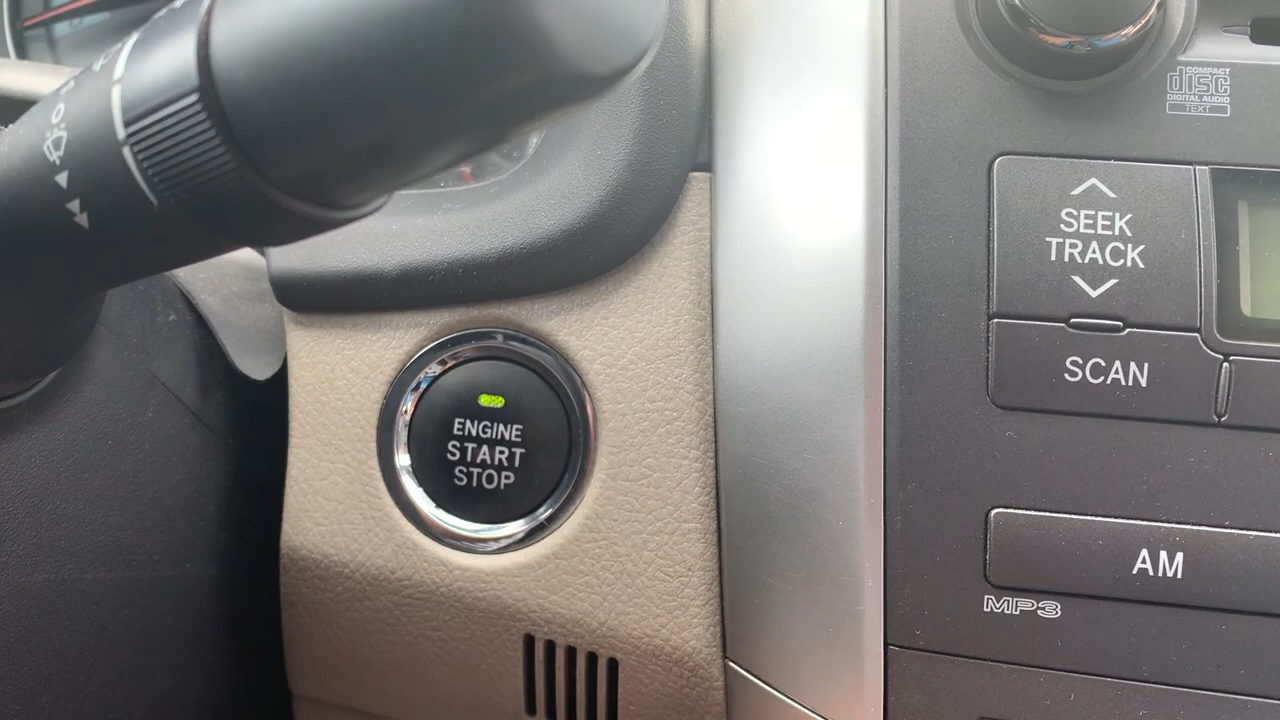 COMPACT
disc
DIGITAL AUDIO
TEXT
SEEK
TRACK
SCAN
ENGINE
START
STOP
AM
MP3